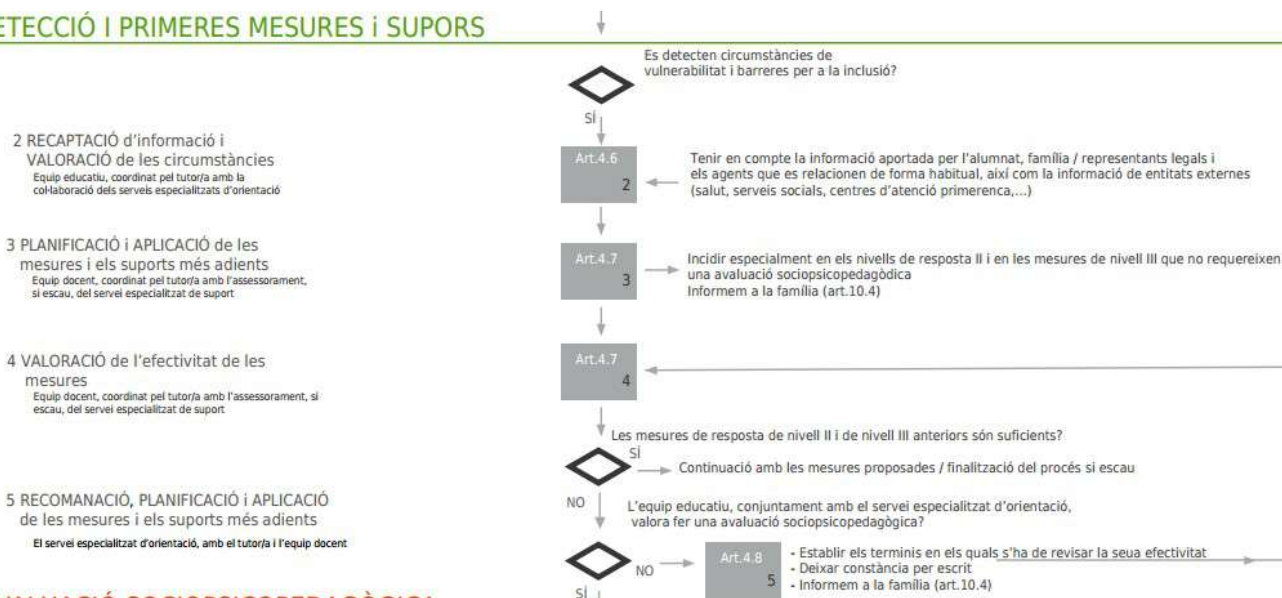 ETECCIÓ I PRIMERES MESURES i SUPORS
Es detecten circumstàncies de
vulnerabilitat i barreres per a la inclusió?
SÍ
2 RECAPTACIÓ d'informació i
VALORACIÓ de les circumstàncies
Equip educatiu, coordinat pel tutor/a amb la
col·laboració dels serveis especialitzats d'orientació
Art.4.6
2
Tenir en compte la informació aportada per l'alumnat, família / representants legals i
els agents que es relacionen de forma habitual, així com la informació de entitats externes
(salut, serveis socials, centres d'atenció primerenca,...)
3 PLANIFICACIÓ i APLICACIÓ de les
mesures i els suports més adients
Equip docent, coordinat pel tutor/a amb l'assessorament,
si escau, del servei especialitzat de suport
Art.4.7
3
Incidir especialment en els nivells de resposta II i en les mesures de nivell III que no requereixen
una avaluació sociopsicopedagòdica
Informem a la família (art.10.4)
4 VALORACIÓ de l'efectivitat de les
mesures
Equip docent, coordinat pel tutor/a amb l'assessorament, si
escau, del servei especialitzat de suport
Art.4.7
4
Les mesures de resposta de nivell II i de nivell III anteriors són suficients?
SÍ
Continuació amb les mesures proposades / finalització del procés si escau
NO
5 RECOMANACIÓ, PLANIFICACIÓ i APLICACIÓ
de les mesures i els suports més adients
El servei especialitzat d'orientació, amb el tutor/a i l'equip docent
L'equip educatiu, conjuntament amb el servei especialitzat d'orientació,
valora fer una avaluació sociopsicopedagògica?
NO
Art.4.8
5
- Establir els terminis en els quals s'ha de revisar la seua efectivitat
- Deixar constància per escrit
- Informem a la família (art.10.4)
SÍ